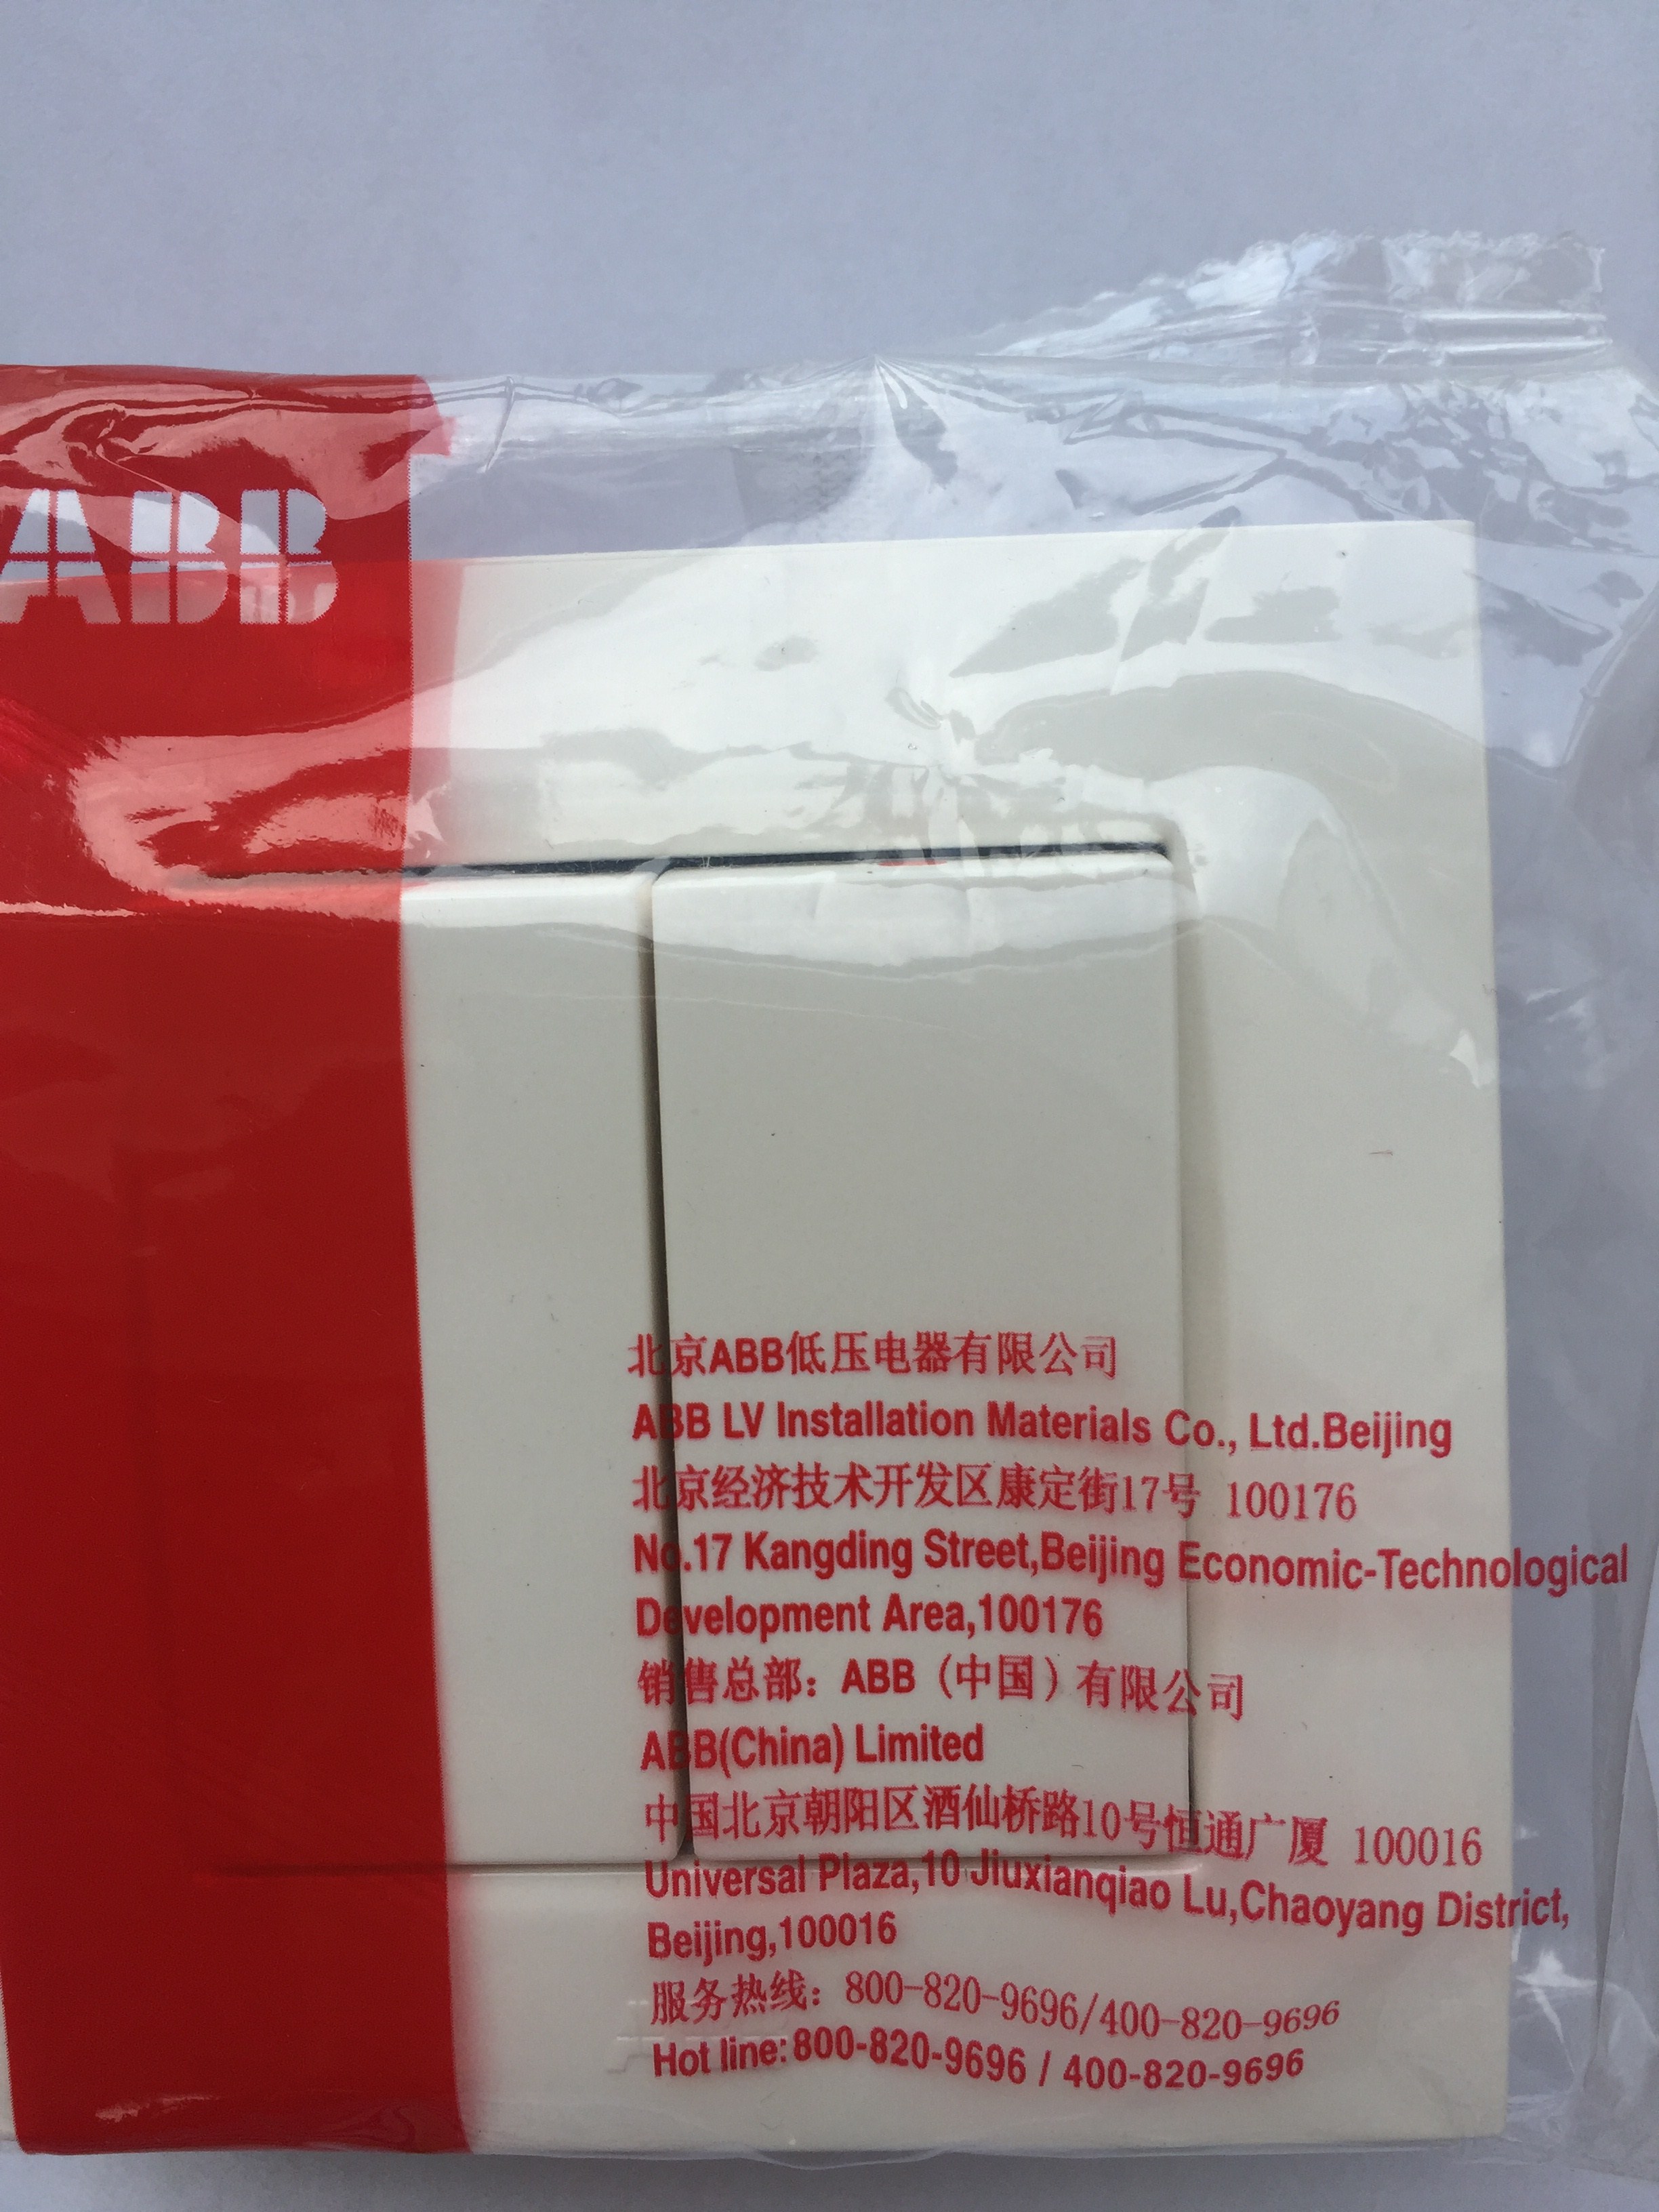 ABB
北京ABB低压电器有限公司
ABB LV Installation Materials Co., Ltd.Beijing
北京经济技术开发区康定街17号 100176
No.17 Kangding Street,Beijing Economic-Technological
Development Area,100176
销售总部：ABB（中国）有限公司
ABB(China) Limited
中国北京朝阳区酒仙桥路10号恒通广厦 100016
Universal Plaza,10 Jiuxianqiao Lu,Chaoyang District,
Beijing,100016
服务热线：800-820-9696/400-820-9696
Hot line:800-820-9696 / 400-820-9696